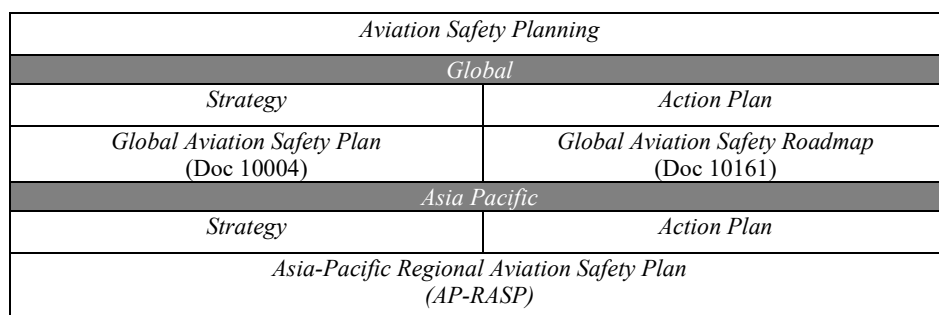 Aviation Safety Planning
Global
Strategy Action Plan
Global Aviation Safety Plan Global Aviation Safety Roadmap
(Doc 10004) (Doc 10161)
Asia Pacific
Strategy Action Plan
Asia-Pacific Regional Aviation Safety Plan
(AP-RASP)